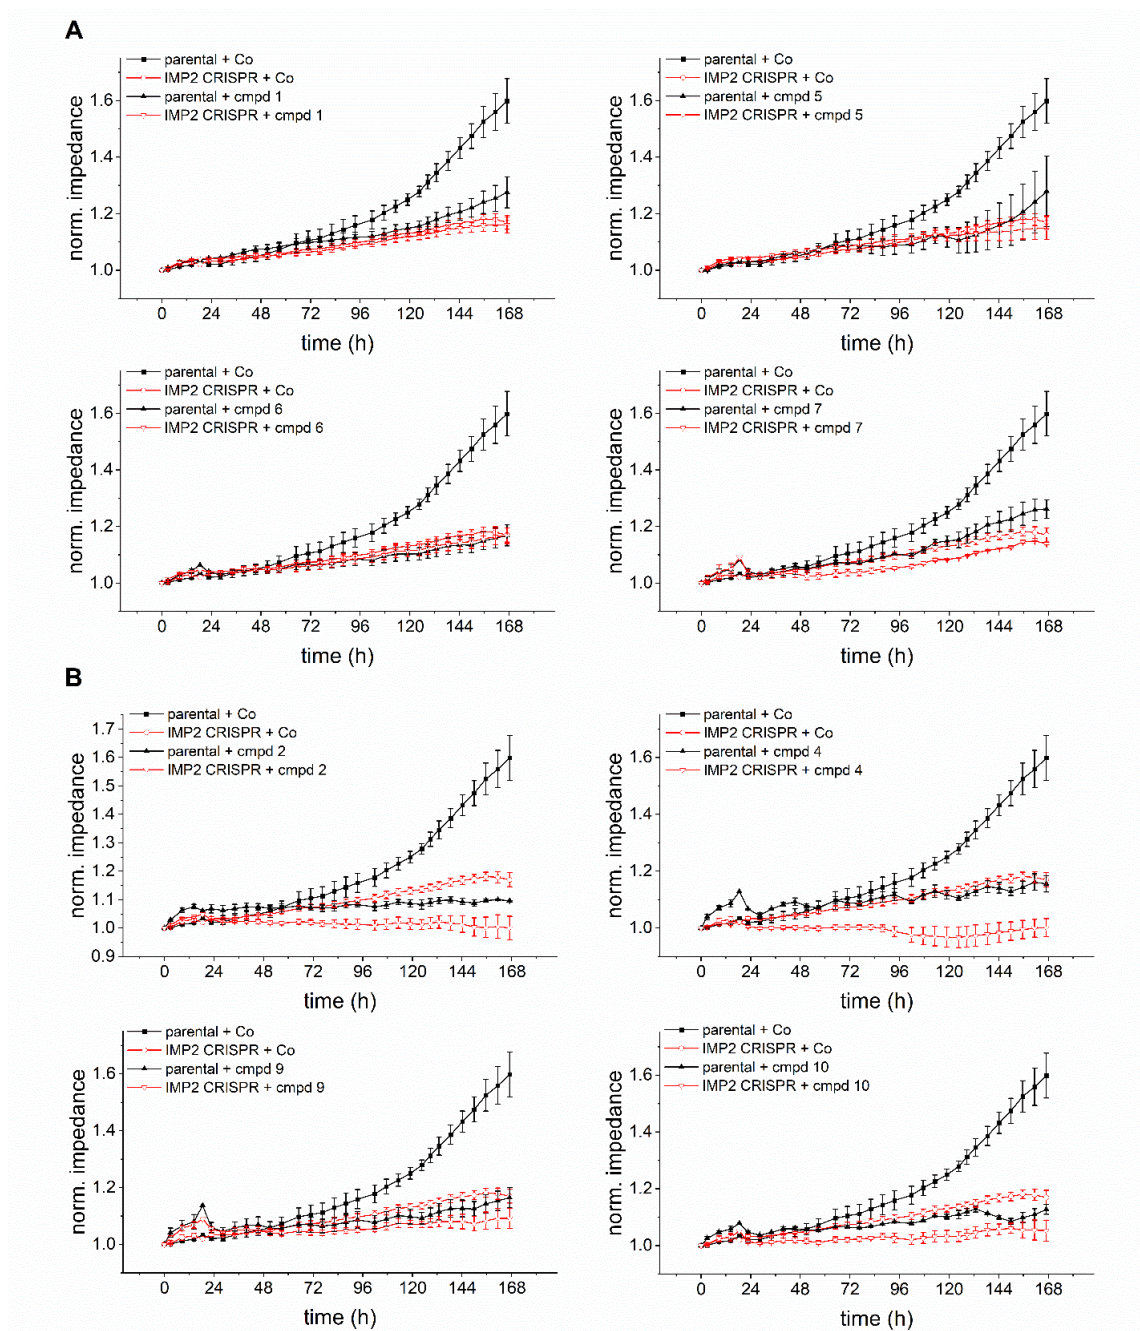 A
parental + Co
IMP2 CRISPR + Co
parental + cmpd 1
IMP2 CRISPR + cmpd 1
1.6
1.4
1.2
1.0
norm. impedance
0 24 48 72 96 120 144 168
time (h)
parental + Co
IMP2 CRISPR + Co
parental + cmpd 5
IMP2 CRISPR + cmpd 5
1.6
1.4
1.2
1.0
norm. impedance
0 24 48 72 96 120 144 168
time (h)
parental + Co
IMP2 CRISPR + Co
parental + cmpd 6
IMP2 CRISPR + cmpd 6
1.6
1.4
1.2
1.0
norm. impedance
0 24 48 72 96 120 144 168
time (h)
parental + Co
IMP2 CRISPR + Co
parental + cmpd 7
IMP2 CRISPR + cmpd 7
1.6
1.4
1.2
1.0
norm. impedance
0 24 48 72 96 120 144 168
time (h)
B
parental + Co
IMP2 CRISPR + Co
parental + cmpd 2
IMP2 CRISPR + cmpd 2
1.7
1.6
1.5
1.4
1.3
1.2
1.1
1.0
0.9
norm. impedance
0 24 48 72 96 120 144 168
time (h)
parental + Co
IMP2 CRISPR + Co
parental + cmpd 4
IMP2 CRISPR + cmpd 4
1.6
1.4
1.2
1.0
norm. impedance
0 24 48 72 96 120 144 168
time (h)
parental + Co
IMP2 CRISPR + Co
parental + cmpd 9
IMP2 CRISPR + cmpd 9
1.6
1.4
1.2
1.0
norm. impedance
0 24 48 72 96 120 144 168
time (h)
parental + Co
IMP2 CRISPR + Co
parental + cmpd 10
IMP2 CRISPR + cmpd 10
1.6
1.4
1.2
1.0
norm. impedance
0 24 48 72 96 120 144 168
time (h)